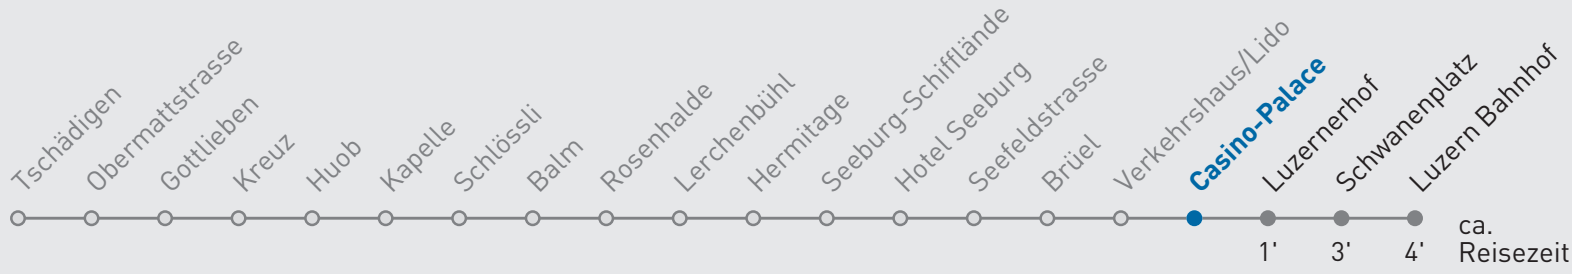 Tschädigen
Obermattstrasse
Gottlieben
Kreuz
Huob
Kapelle
Schlössli
Balm
Rosenhalde
Lerchenbühl
Hermitage
Seeburg-Schifflände
Hotel Seeburg
Seefeldstrasse
Brüel
Verkehrshaus/Lido
Casino-Palace
Luzernerhof
Schwanenplatz
Luzern Bahnhof
1' 3' 4'
ca.
Reisezeit